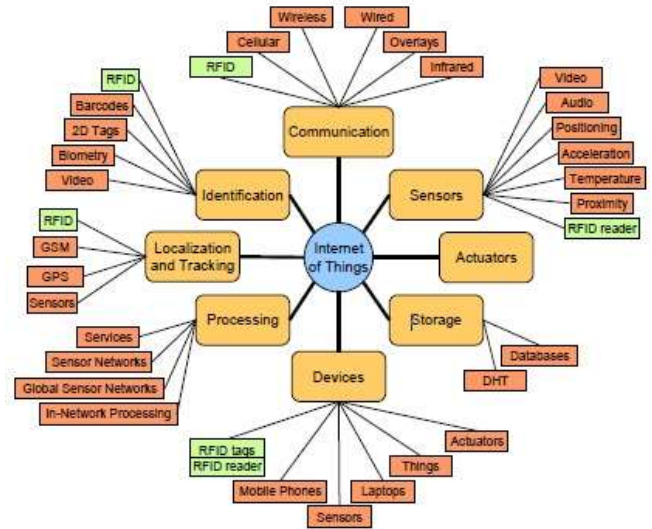 Wireless
Wired
Cellular
Overlays
RFID
Infrared
Communication
RFID
Barcodes
2D Tags
Biometry
Video
Identification
Video
Audio
Positioning
Acceleration
Temperature
Proximity
RFID reader
Sensors
RFID
GSM
GPS
Sensors
Localization
and Tracking
Internet
of Things
Actuators
Services
Sensor Networks
Global Sensor Networks
In-Network Processing
Processing
Storage
Databases
DHT
Devices
RFID tags
RFID reader
Mobile Phones
Sensors
Laptops
Things
Actuators